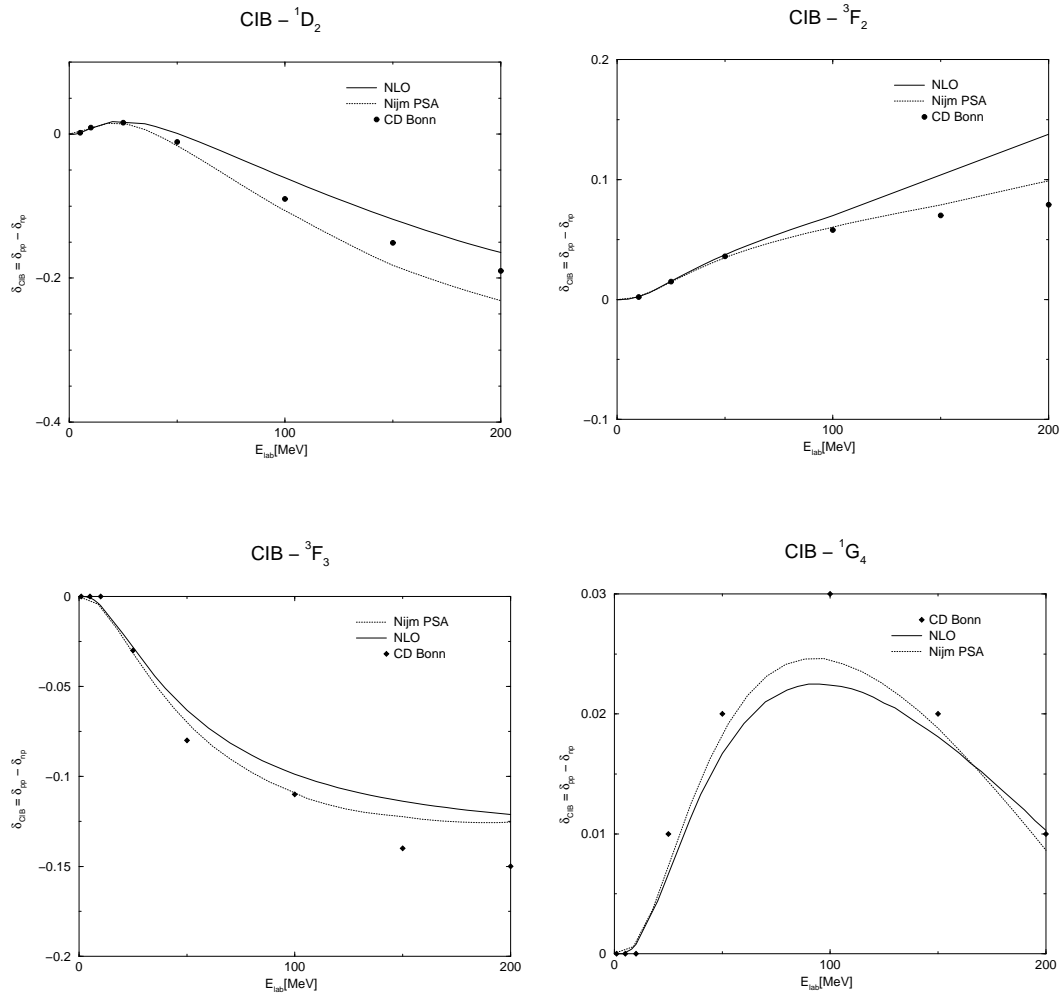 CIB – ¹D₂
NLO
Nijm PSA
CD Bonn
0
−0.2
−0.4
δ_CIB = δ_pp − δ_np
0
100
200
E_lab[MeV]
CIB – ³F₂
NLO
Nijm PSA
CD Bonn
0.2
0.1
0
−0.1
δ_CIB = δ_pp − δ_np
0
100
200
E_lab[MeV]
CIB – ³F₃
Nijm PSA
NLO
CD Bonn
0
−0.05
−0.1
−0.15
−0.2
δ_CIB = δ_pp − δ_np
0
100
200
E_lab[MeV]
CIB – ¹G₄
CD Bonn
NLO
Nijm PSA
0.03
0.02
0.01
0
δ_CIB = δ_pp − δ_np
0
100
200
E_lab[MeV]